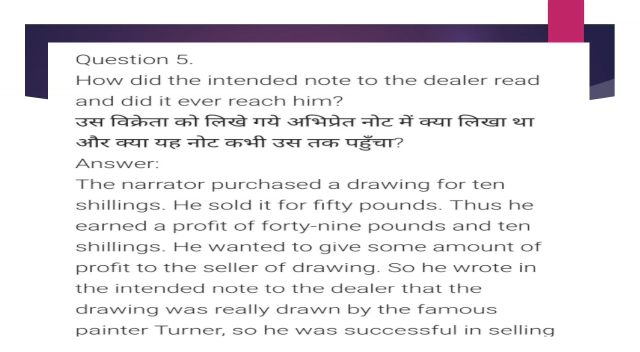 Question 5.
How did the intended note to the dealer read
and did it ever reach him?
उस विक्रेता को लिखे गये अभिप्रेत नोट में क्या लिखा था
और क्या यह नोट कभी उस तक पहुँचा?
Answer:
The narrator purchased a drawing for ten
shillings. He sold it for fifty pounds. Thus he
earned a profit of forty-nine pounds and ten
shillings. He wanted to give some amount of
profit to the seller of drawing. So he wrote in
the intended note to the dealer that the
drawing was really drawn by the famous
painter Turner, so he was successful in selling